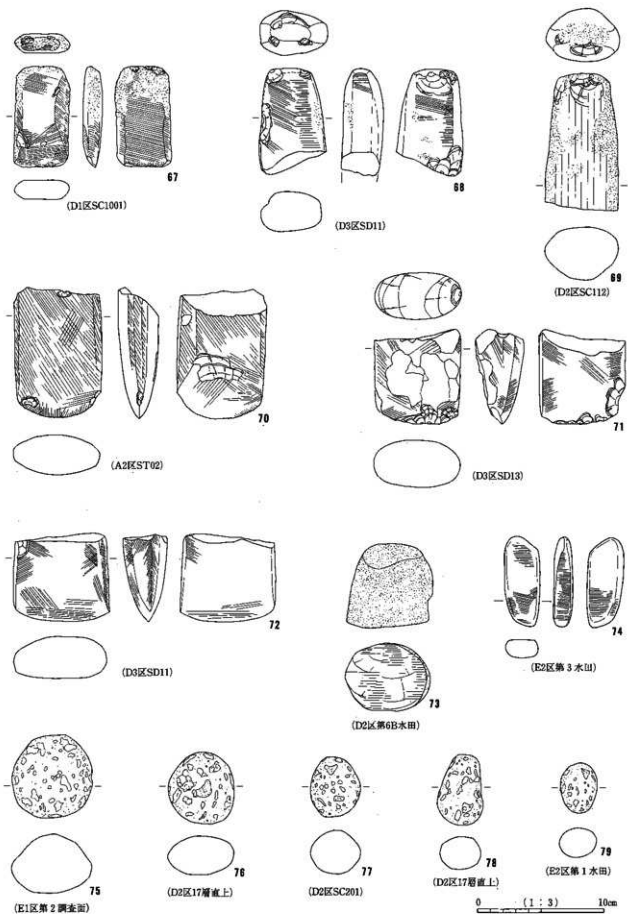 67
(D1区SC1001)
68
(D3区SD11)
69
(D2区SC112)
70
(A2区ST02)
71
(D3区SD13)
72
(D3区SD11)
73
(D2区第6B水田)
74
(E2区第3水田)
75
(E1区第2調査面)
76
(D2区17層直上)
77
(D2区SC201)
78
(D2区17層直上)
79
(E2区第1水田)
0 (1:3) 10cm